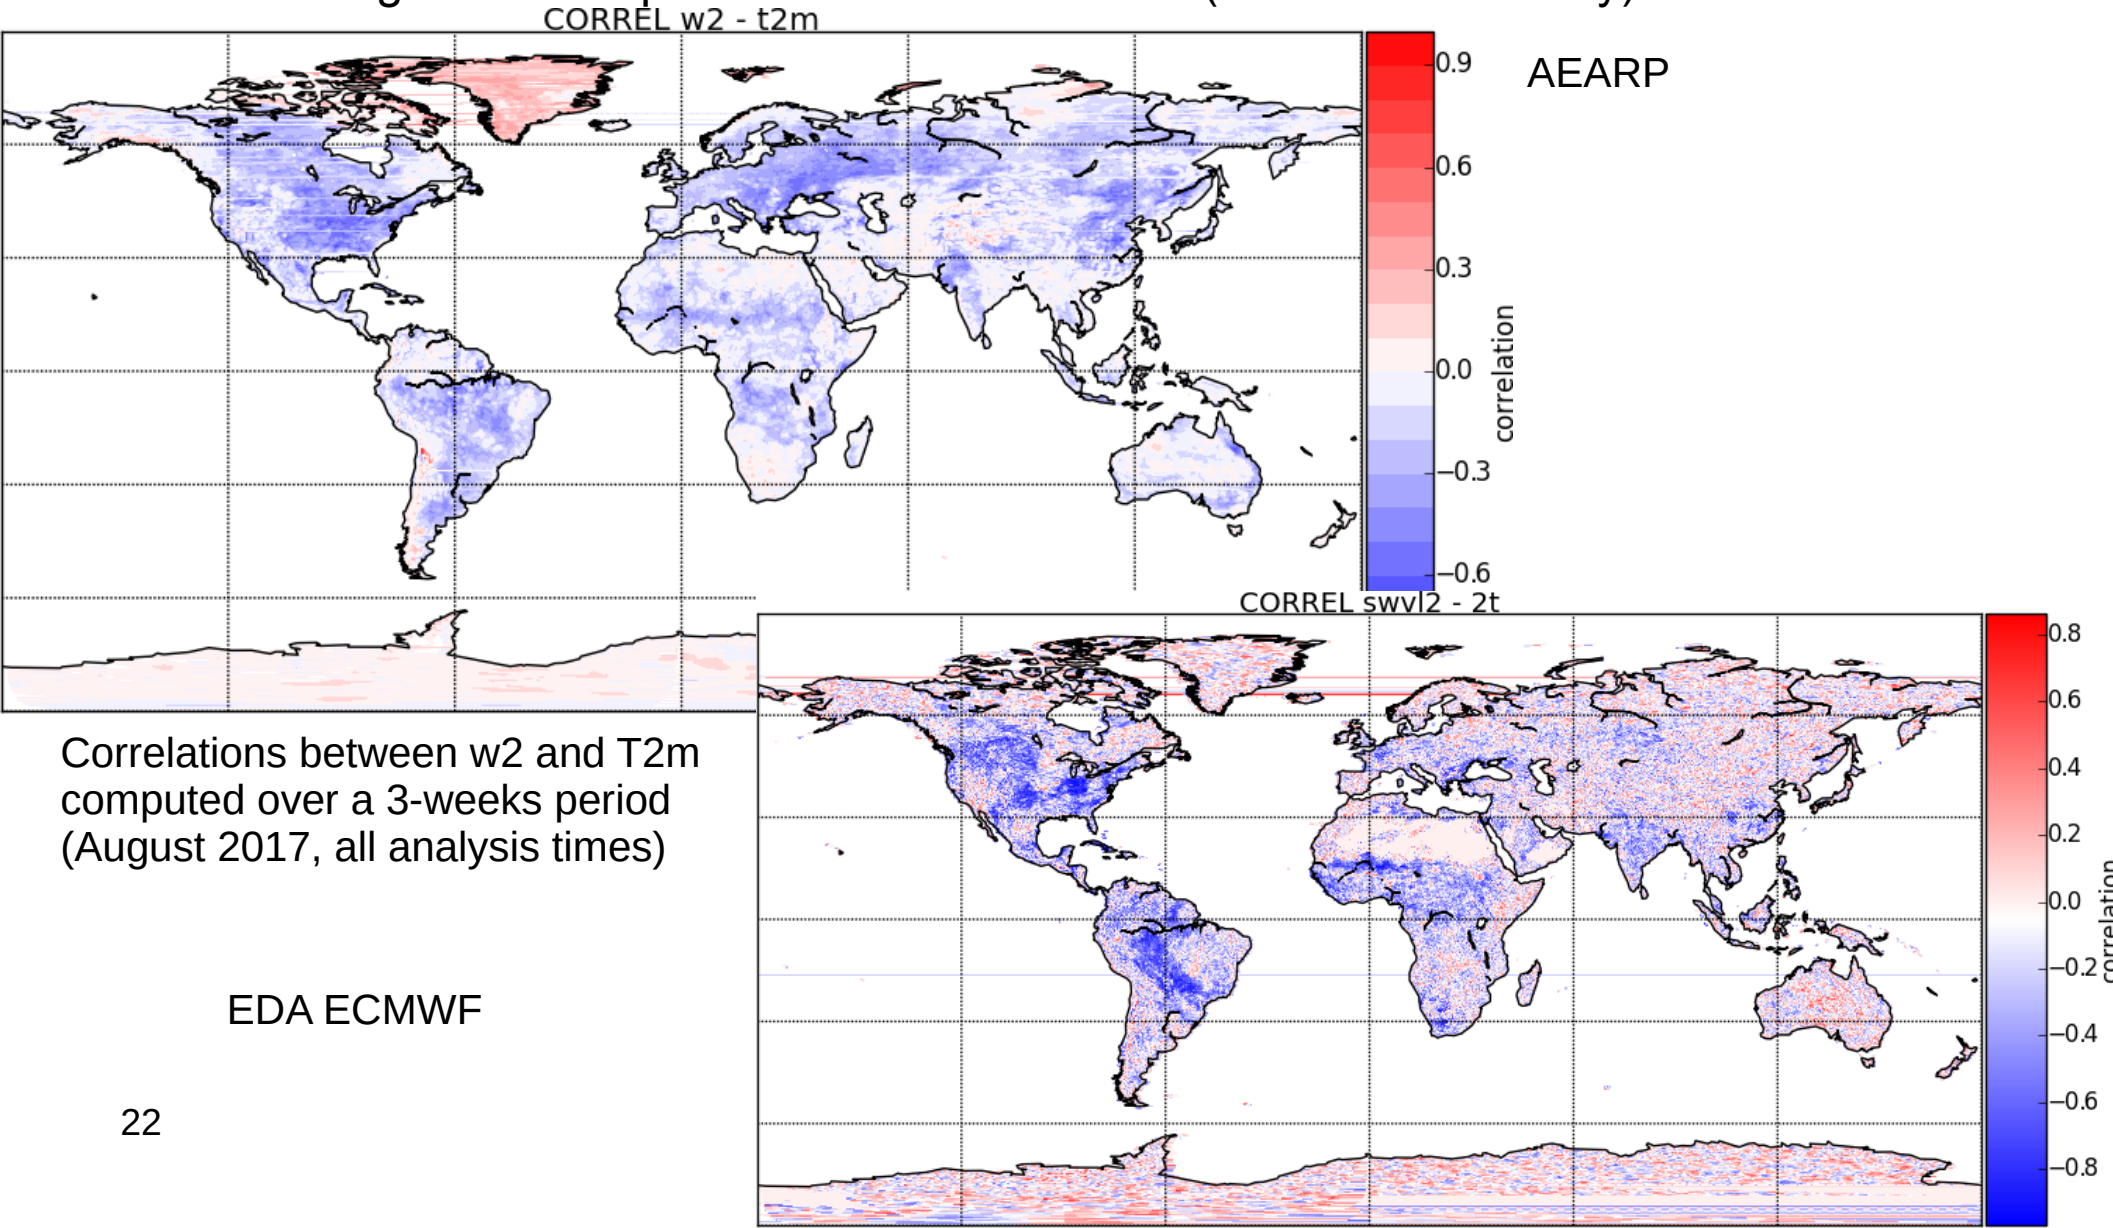 CORREL w2 - t2m
AEARP
0.9
0.6
0.3
0.0
−0.3
−0.6
correlation
CORREL swvl2 - 2t
0.8
0.6
0.4
0.2
0.0
−0.2
−0.4
−0.6
−0.8
correlation
Correlations between w2 and T2m
computed over a 3-weeks period
(August 2017, all analysis times)
EDA ECMWF
22